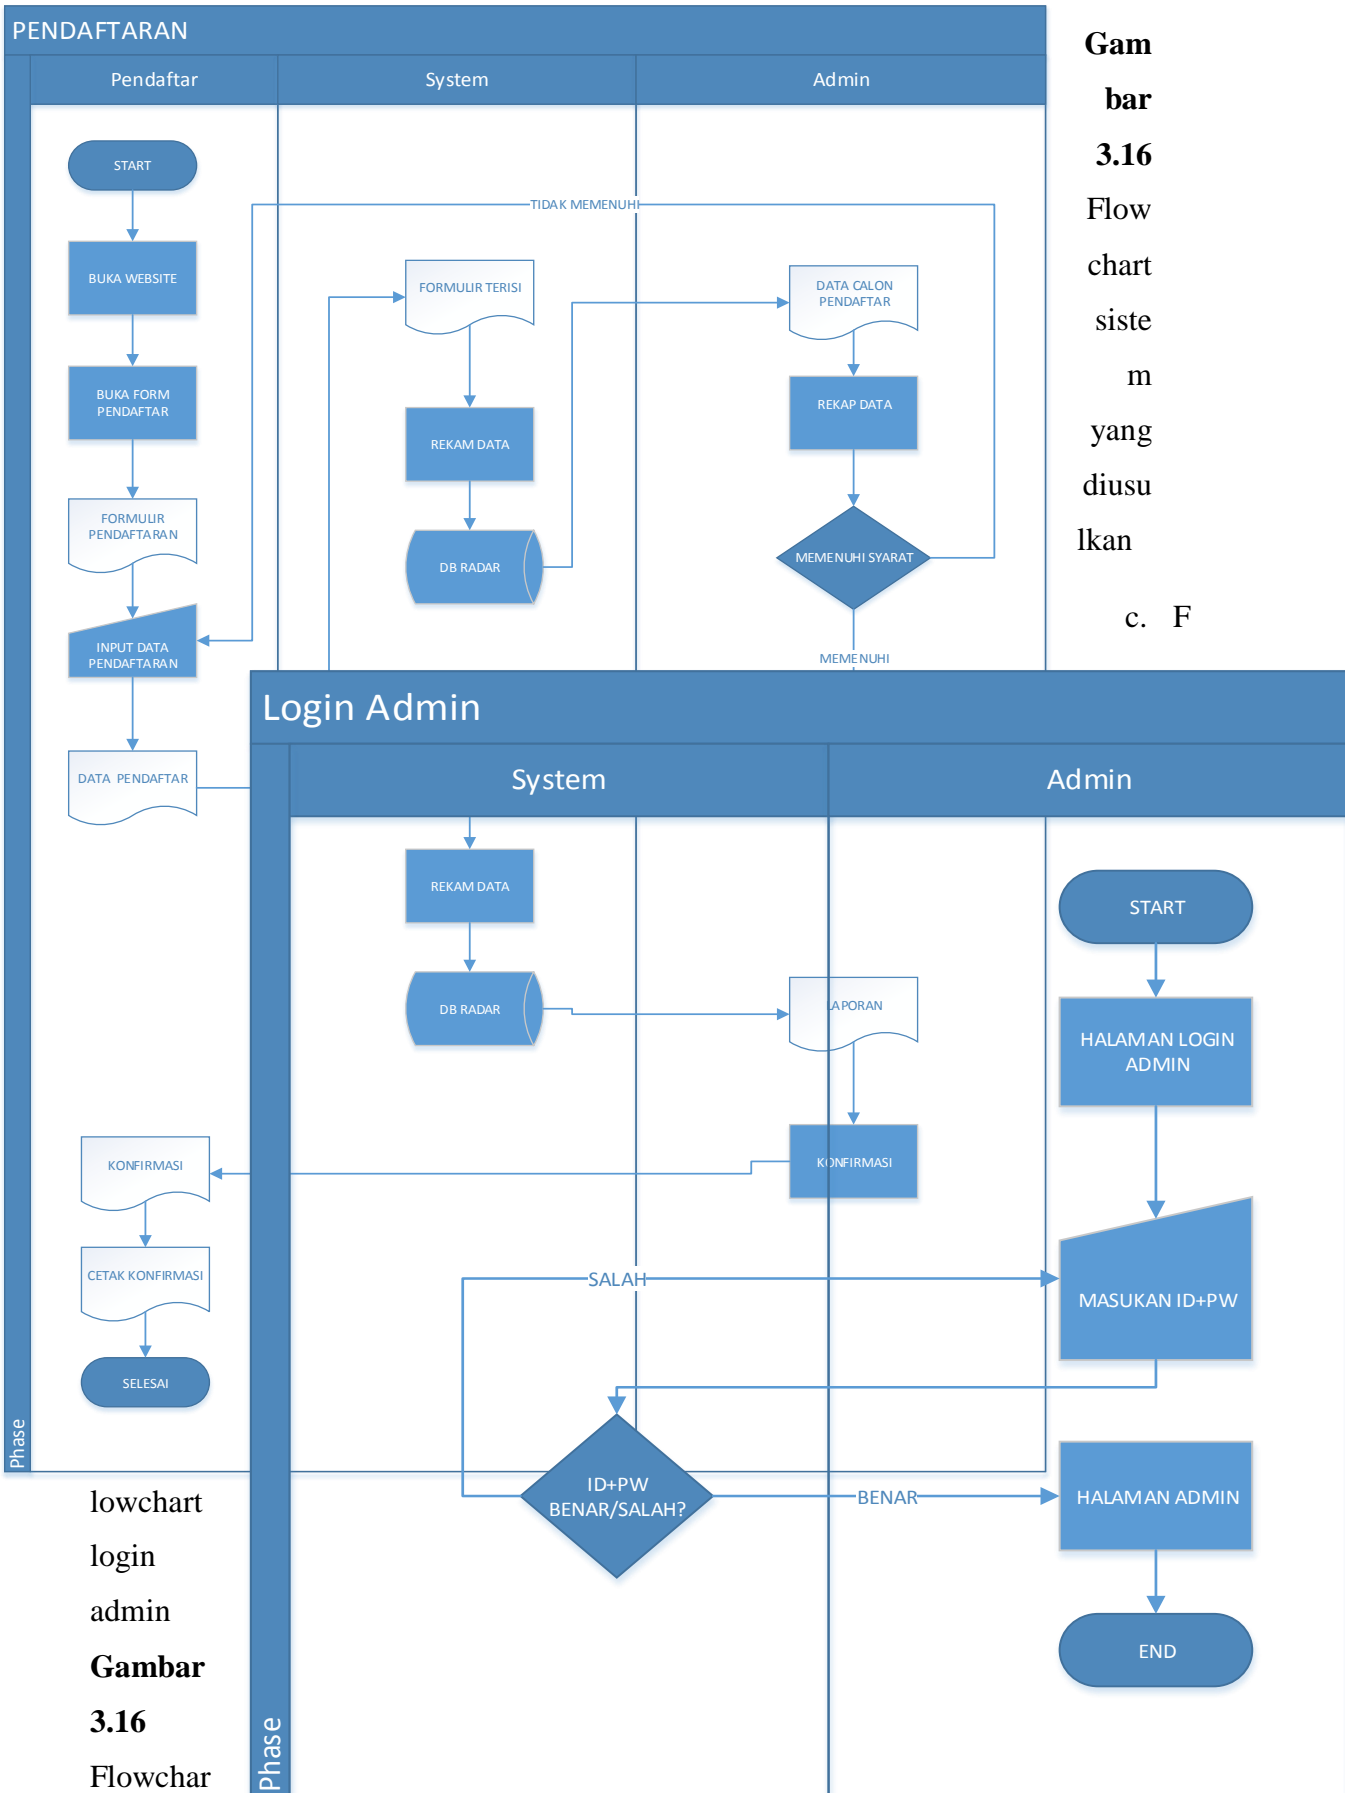 PENDAFTARAN
Pendaftar
System
Admin
START
BUKA WEBSITE
BUKA FORM
PENDAFTAR
FORMULIR
PENDAFTARAN
INPUT DATA
PENDAFTARAN
DATA PENDAFTAR
KONFIRMASI
CETAK KONFIRMASI
SELESAI
Phase
TIDAK MEMENUHI
FORMULIR TERISI
REKAM DATA
DB RADAR
DATA CALON
PENDAFTAR
REKAP DATA
MEMENUHI SYARAT
MEMENUHI
REKAM DATA
DB RADAR
LAPORAN
KONFIRMASI
Gam
bar
3.16
Flow
chart
siste
m
yang
diusu
lkan
c. F
Login Admin
System
Admin
START
HALAMAN LOGIN
ADMIN
MASUKAN ID+PW
SALAH
ID+PW
BENAR/SALAH?
BENAR
HALAMAN ADMIN
END
Phase
lowchart
login
admin
Gambar
3.16
Flowchar